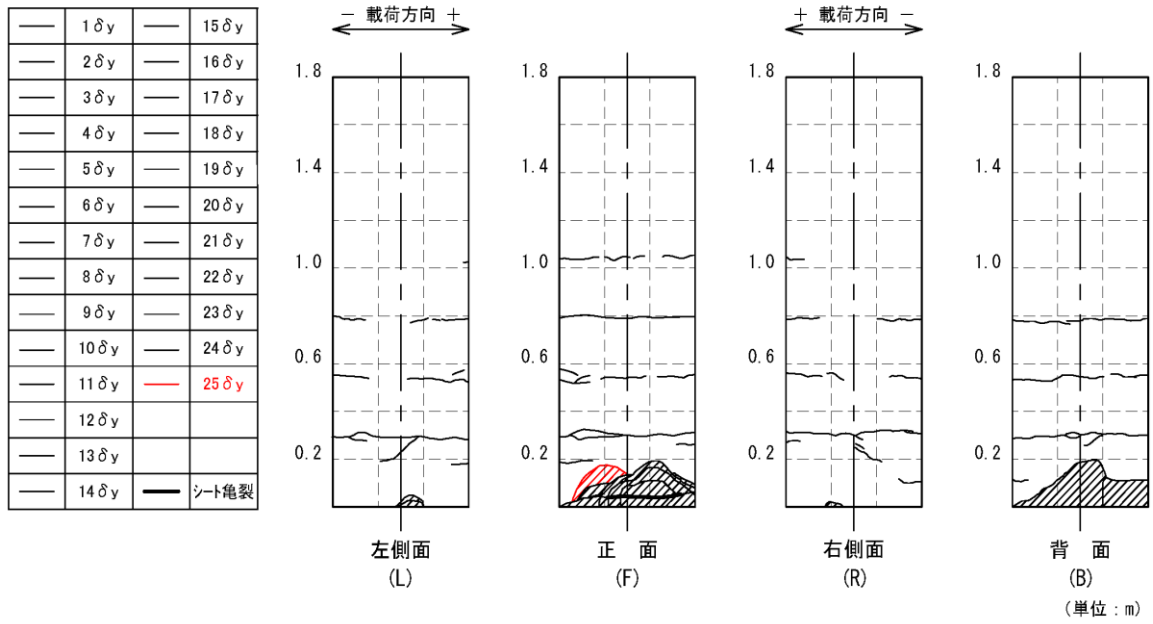 1δy 15δy
2δy 16δy
3δy 17δy
4δy 18δy
5δy 19δy
6δy 20δy
7δy 21δy
8δy 22δy
9δy 23δy
10δy 24δy
11δy 25δy
12δy
13δy
14δy シート亀裂
− 載荷方向 +
1.8
1.4
1.0
0.6
0.2
左側面
(L)
1.8
1.4
1.0
0.6
0.2
正 面
(F)
+ 載荷方向 −
1.8
1.4
1.0
0.6
0.2
右側面
(R)
1.8
1.4
1.0
0.6
0.2
背 面
(B)
(単位：m)